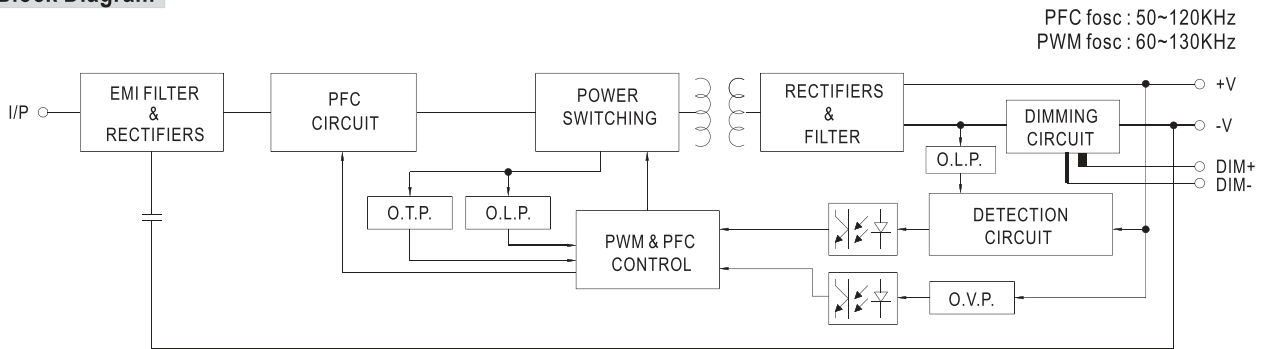 Block Diagram
PFC fosc : 50~120KHz
PWM fosc : 60~130KHz
I/P
EMI FILTER
&
RECTIFIERS
PFC
CIRCUIT
POWER
SWITCHING
RECTIFIERS
&
FILTER
DIMMING
CIRCUIT
+V
-V
DIM+
DIM-
O.L.P.
O.T.P.
O.L.P.
PWM & PFC
CONTROL
DETECTION
CIRCUIT
O.V.P.